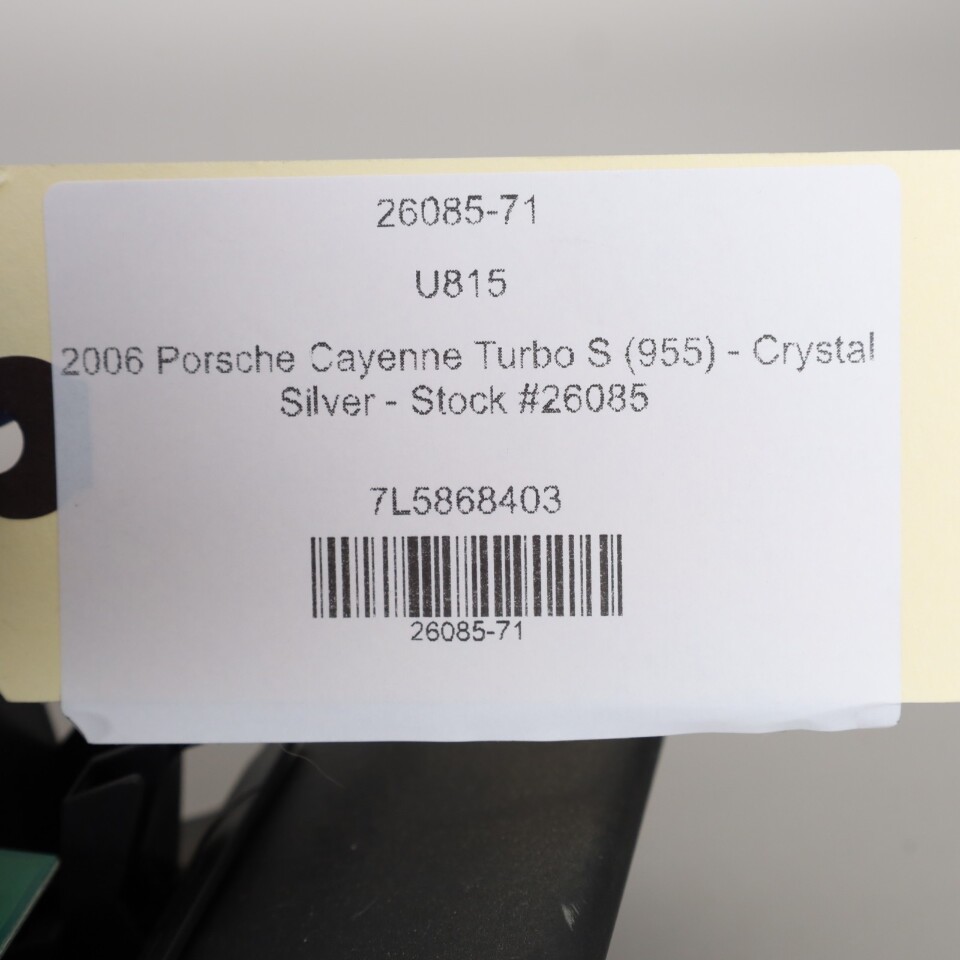 26085-71
U815
2006 Porsche Cayenne Turbo S (955) - Crystal
Silver - Stock #26085
7L5868403
26085-71